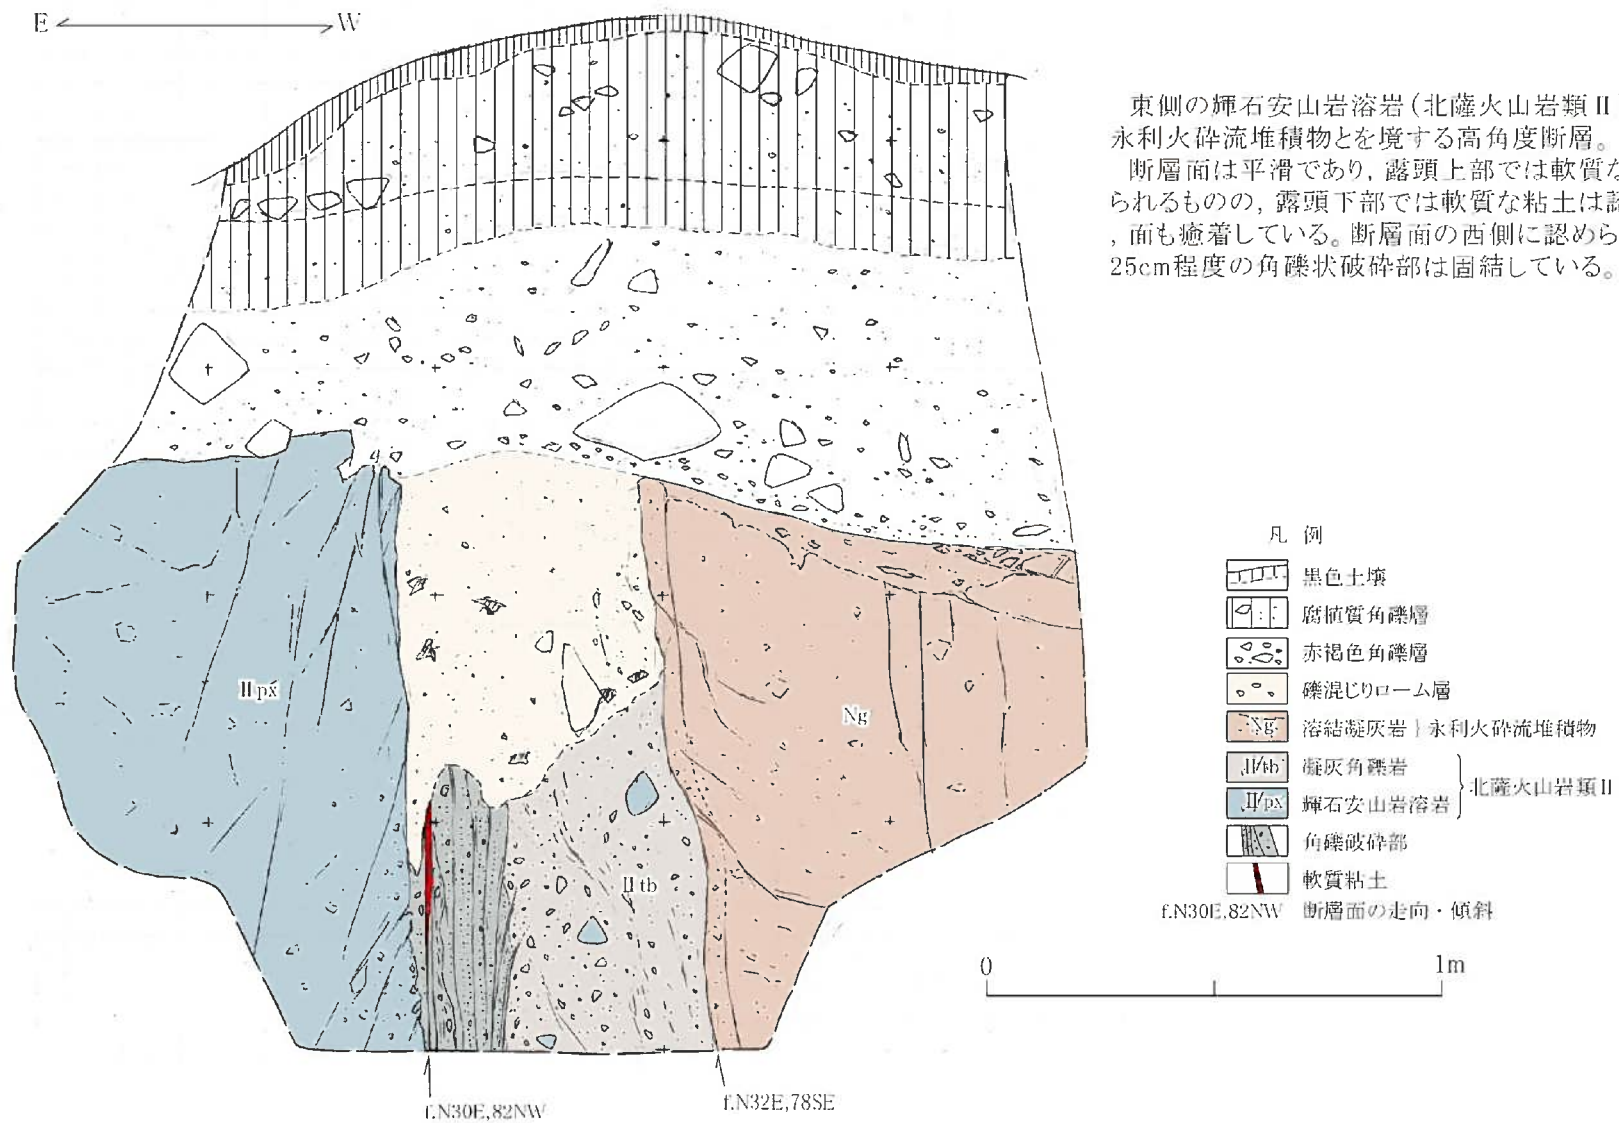 E W
東側の輝石安山岩溶岩(北薩火山岩類Ⅱ
永利火砕流堆積物とを境する高角度断層。
断層面は平滑であり, 露頭上部では軟質な
られるものの, 露頭下部では軟質な粘土は
, 面も癒着している。断層面の西側に認めら
25cm程度の角礫状破砕部は固結している。
Ⅱpx
Ng
Ⅱtb
凡 例
黒色土壌
腐植質角礫層
赤褐色角礫層
礫混じりローム層
Ng 溶結凝灰岩 } 永利火砕流堆積物
Ⅱ/tb 凝灰角礫岩
北薩火山岩類Ⅱ
Ⅱ/px 輝石安山岩溶岩
角礫破砕部
軟質粘土
f.N30E,82NW 断層面の走向・傾斜
0 1m
f.N30E,82NW
f.N32E,78SE